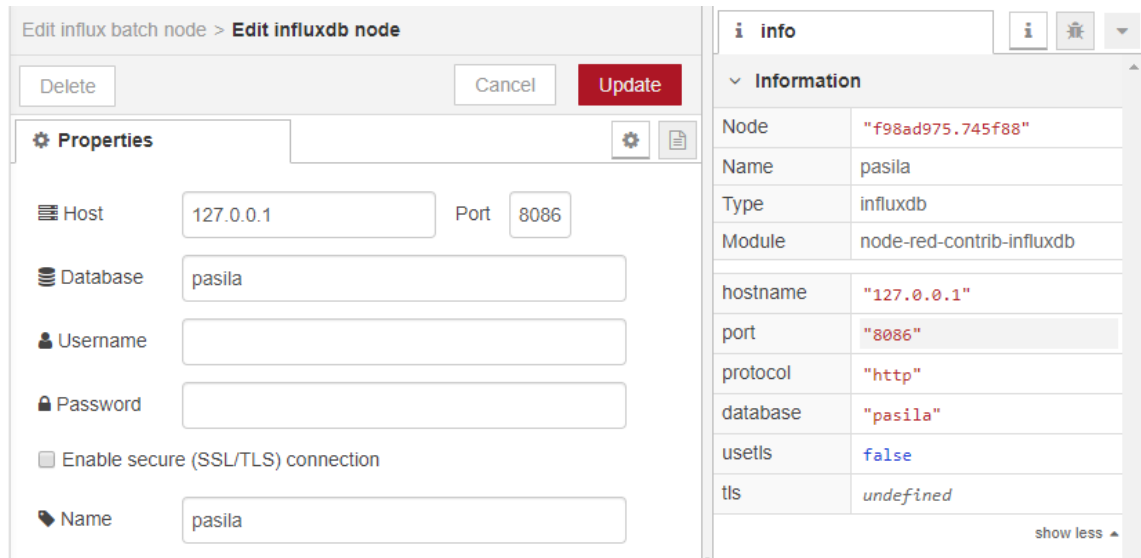 Edit influx batch node > Edit influxdb node
Delete
Cancel
Update
Properties
Host
127.0.0.1
Port
8086
Database
pasila
Username
Password
Enable secure (SSL/TLS) connection
Name
pasila
i info
i
Information
Node "f98ad975.745f88"
Name pasila
Type influxdb
Module node-red-contrib-influxdb
hostname "127.0.0.1"
port "8086"
protocol "http"
database "pasila"
usetls false
tls undefined
show less